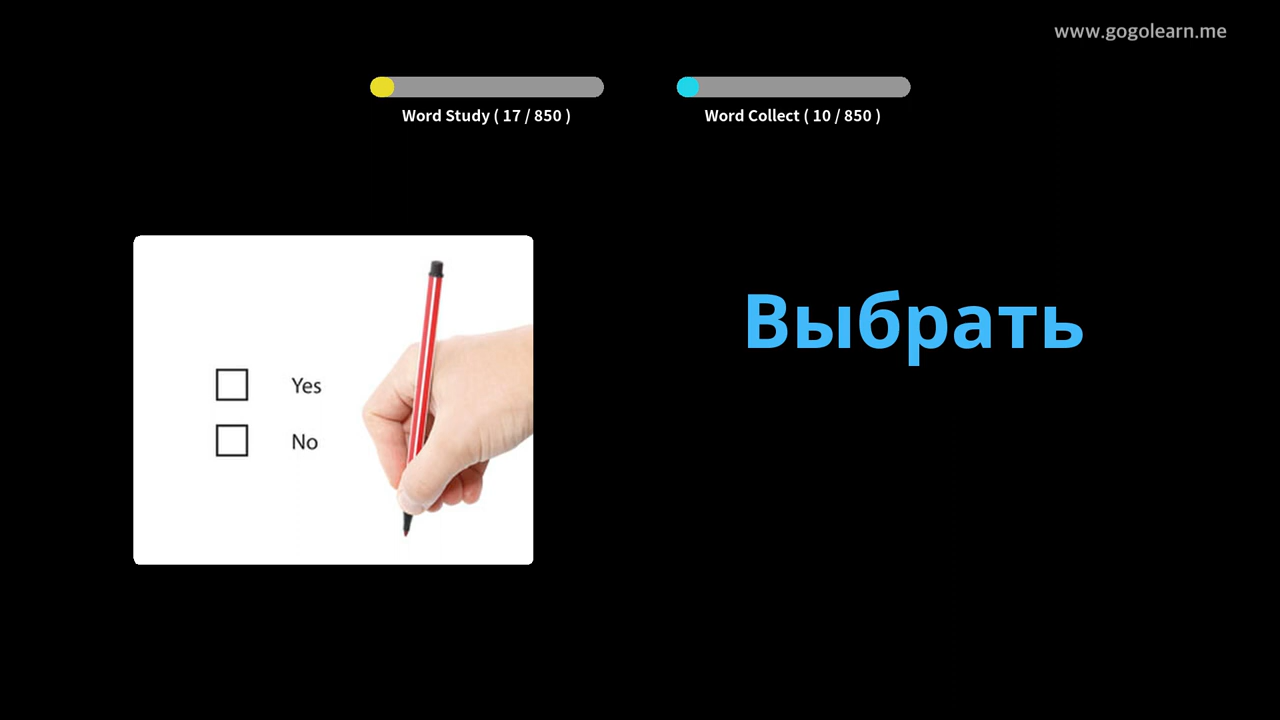 www.gogolearn.me
Word Study ( 17 / 850 )
Word Collect ( 10 / 850 )
Yes
No
Выбрать